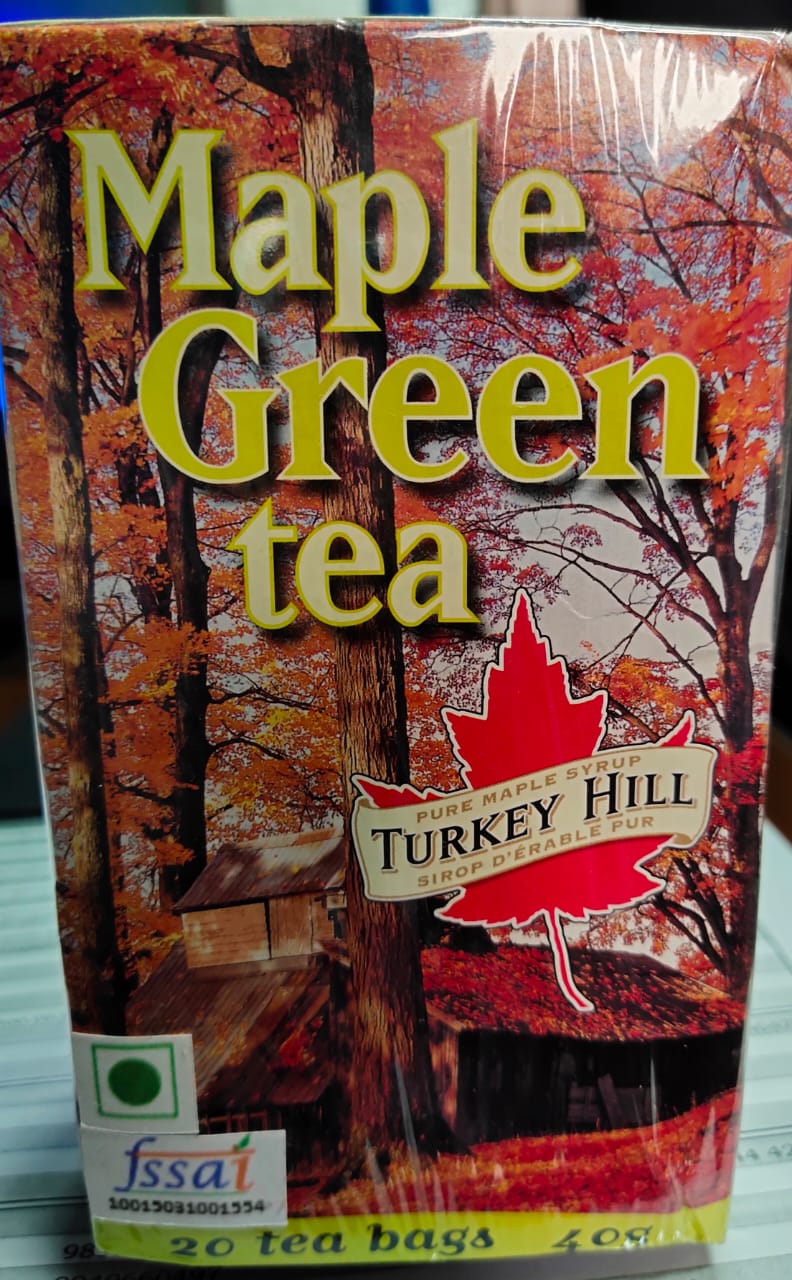 Maple
Green
tea
PURE MAPLE SYRUP
TURKEY HILL
SIROP D'ÉRABLE PUR
fssai
10015031001554
20 tea bags 40g